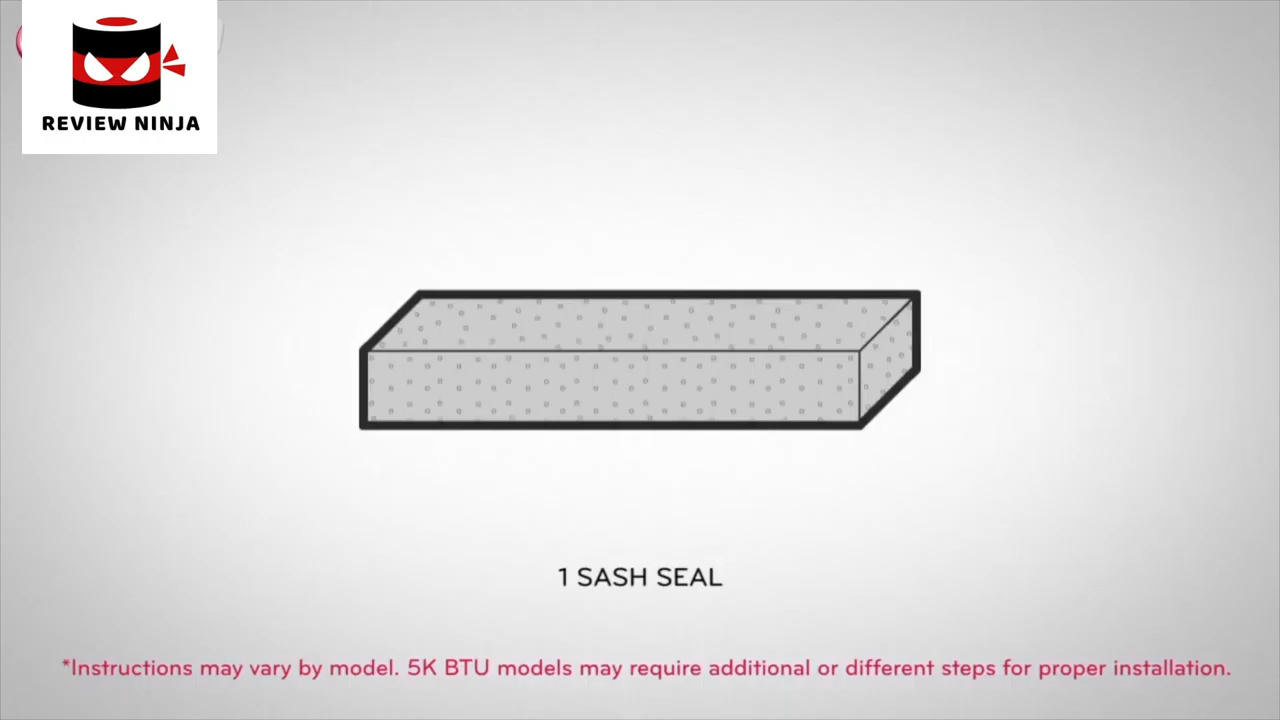 REVIEW NINJA
1 SASH SEAL
*Instructions may vary by model. 5K BTU models may require additional or different steps for proper installation.